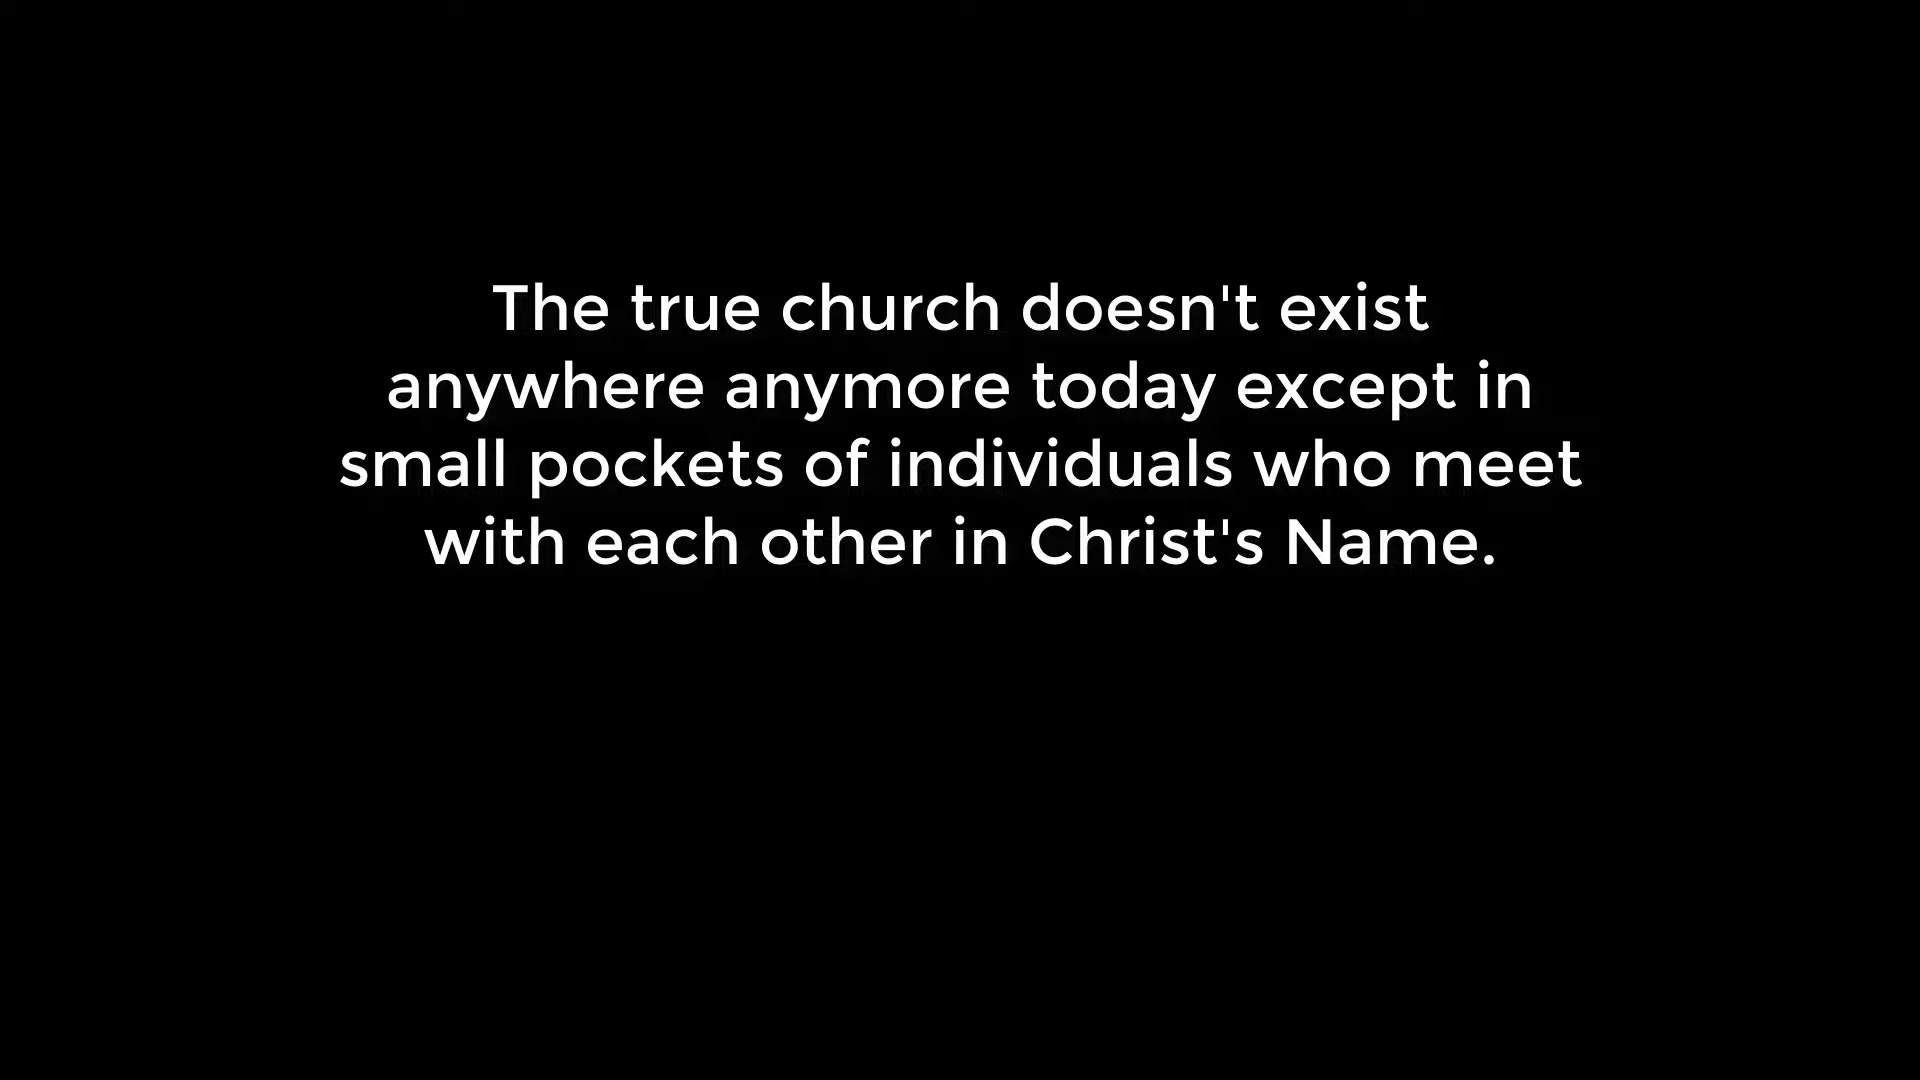 The true church doesn't exist
anywhere anymore today except in
small pockets of individuals who meet
with each other in Christ's Name.